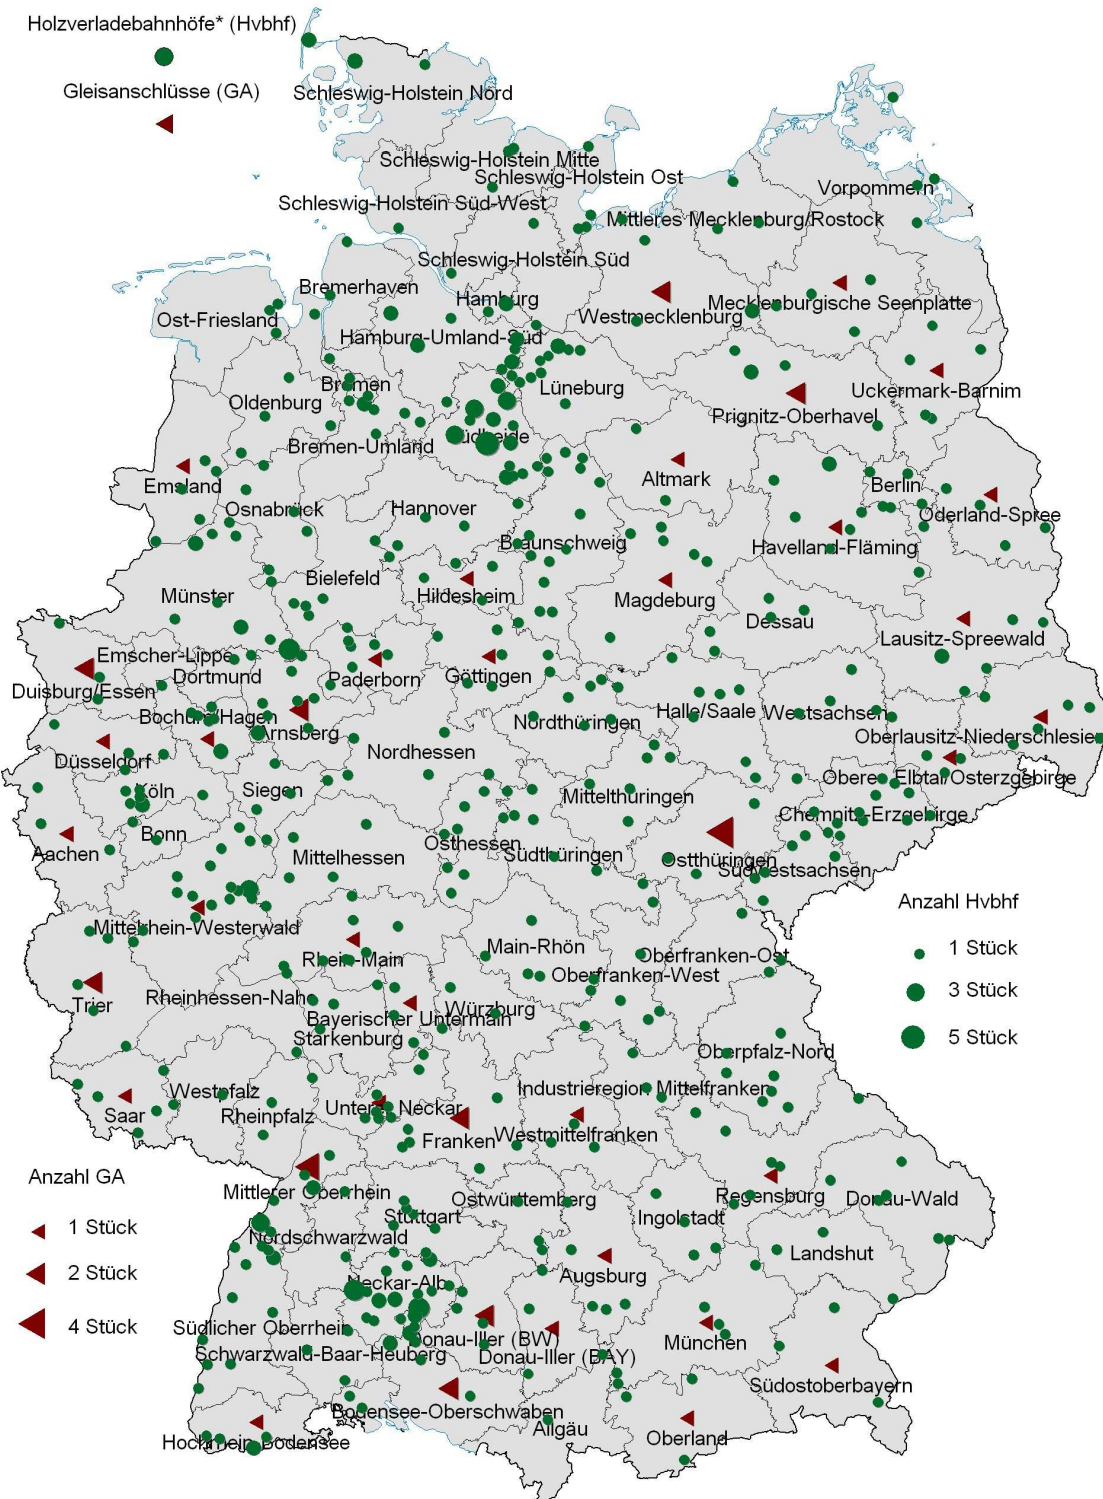 Holzverladebahnhöfe* (Hvbhf)
Gleisanschlüsse (GA)
Schleswig-Holstein Nord
Schleswig-Holstein Mitte
Schleswig-Holstein Ost
Vorpommern
Schleswig-Holstein Süd-West
Mittleres Mecklenburg/Rostock
Schleswig-Holstein Süd
Bremerhaven
Hamburg
Mecklenburgische Seenplatte
Ost-Friesland
Westmecklenburg
Hamburg-Umland-Süd
Bremen
Lüneburg
Uckermark-Barnim
Oldenburg
Prignitz-Oberhavel
Südheide
Bremen-Umland
Emsland
Altmark
Berlin
Osnabrück
Hannover
Oderland-Spree
Braunschweig
Havelland-Fläming
Bielefeld
Münster
Hildesheim
Magdeburg
Dessau
Lausitz-Spreewald
Emscher-Lippe
Dortmund
Paderborn
Göttingen
Duisburg/Essen
Bochum/Hagen
Arnsberg
Nordthüringen
Halle/Saale
Westsachsen
Oberlausitz-Niederschlesien
Nordhessen
Düsseldorf
Köln
Siegen
Mittelthüringen
Oberes Elbtal/Osterzgebirge
Bonn
Chemnitz-Erzgebirge
Aachen
Mittelhessen
Osthessen
Südthüringen
Ostthüringen
Südwestsachsen
Anzahl Hvbhf
1 Stück
3 Stück
5 Stück
Mittelrhein-Westerwald
Rhein-Main
Main-Rhön
Oberfranken-Ost
Oberfranken-West
Trier
Rheinhessen-Nahe
Würzburg
Bayerischer Untermain
Starkenburg
Oberpfalz-Nord
Saar
Westpfalz
Rheinpfalz
Unterer Neckar
Industrieregion Mittelfranken
Franken
Westmittelfranken
Anzahl GA
1 Stück
2 Stück
4 Stück
Mittlerer Oberrhein
Ostwürttemberg
Regensburg
Donau-Wald
Stuttgart
Ingolstadt
Nordschwarzwald
Landshut
Neckar-Alb
Augsburg
Südlicher Oberrhein
Donau-Iller (BW)
München
Schwarzwald-Baar-Heuberg
Donau-Iller (BAY)
Südostoberbayern
Bodensee-Oberschwaben
Allgäu
Oberland
Hochrhein-Bodensee